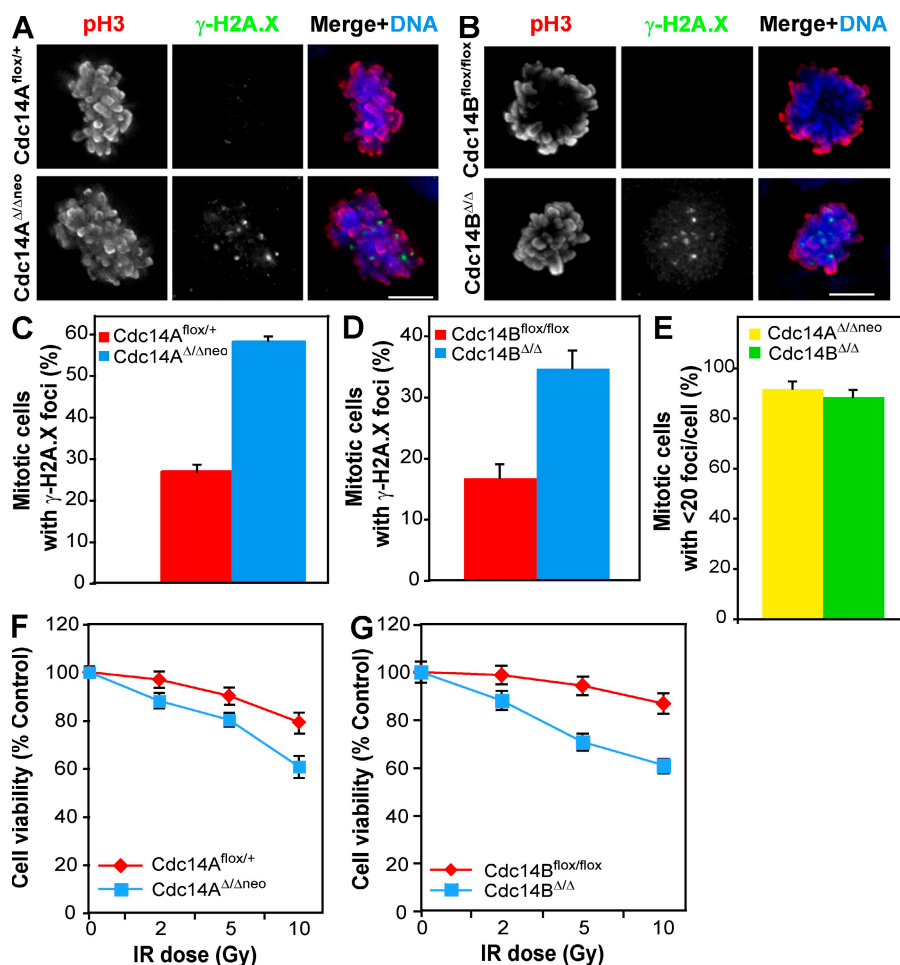 A pH3 γ-H2A.X Merge+DNA
Cdc14A^flox/+
Cdc14A^Δ/Δneo
B pH3 γ-H2A.X Merge+DNA
Cdc14B^flox/flox
Cdc14B^Δ/Δ
C
Mitotic cells
with γ-H2A.X foci (%)
60
50
40
30
20
10
0
Cdc14A^flox/+
Cdc14A^Δ/Δneo
D
Mitotic cells
with γ-H2A.X foci (%)
40
30
20
10
0
Cdc14B^flox/flox
Cdc14B^Δ/Δ
E
Mitotic cells
with <20 foci/cell (%)
100
80
60
40
20
0
Cdc14A^Δ/Δneo
Cdc14B^Δ/Δ
F
Cell viability (% Control)
120
100
80
60
40
20
0
Cdc14A^flox/+
Cdc14A^Δ/Δneo
0 2 5 10
IR dose (Gy)
G
Cell viability (% Control)
120
100
80
60
40
20
0
Cdc14B^flox/flox
Cdc14B^Δ/Δ
0 2 5 10
IR dose (Gy)